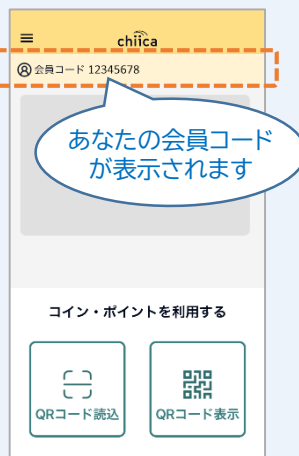 chiica
会員コード 12345678
あなたの会員コード
が表示されます
コイン・ポイントを利用する
QRコード読込
QRコード表示